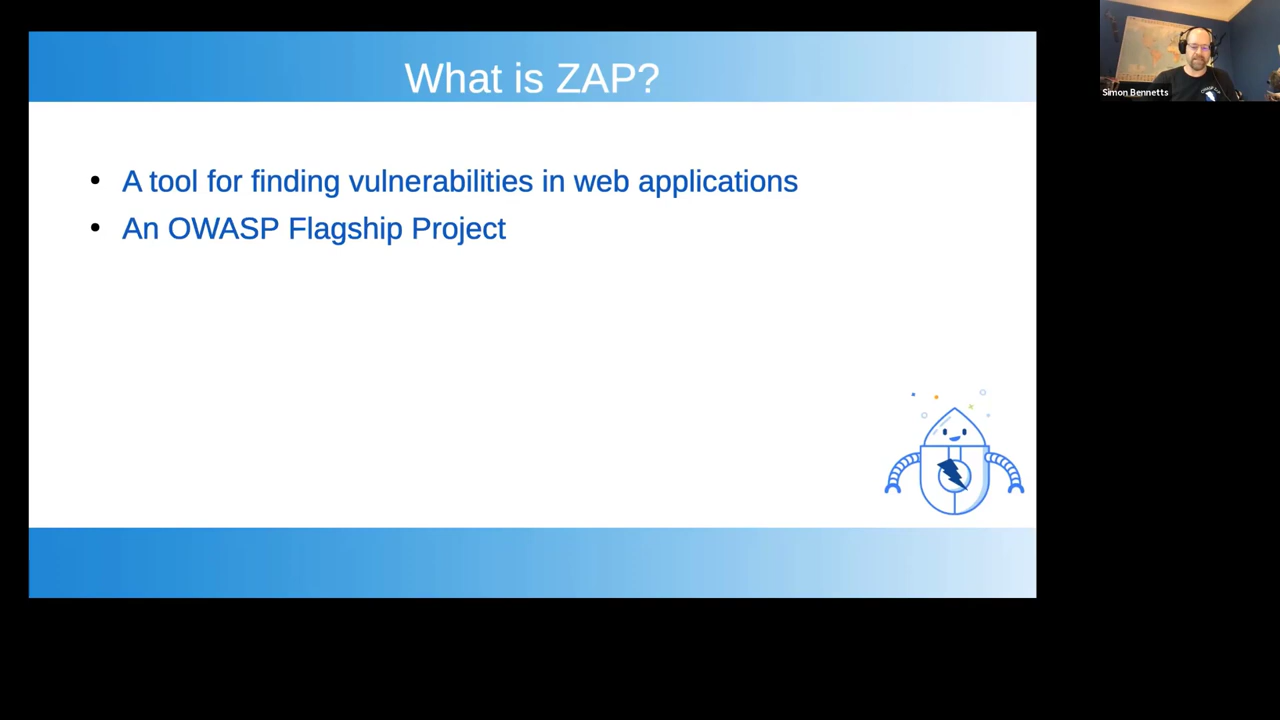 What is ZAP?
• A tool for finding vulnerabilities in web applications
• An OWASP Flagship Project
Simon Bennetts